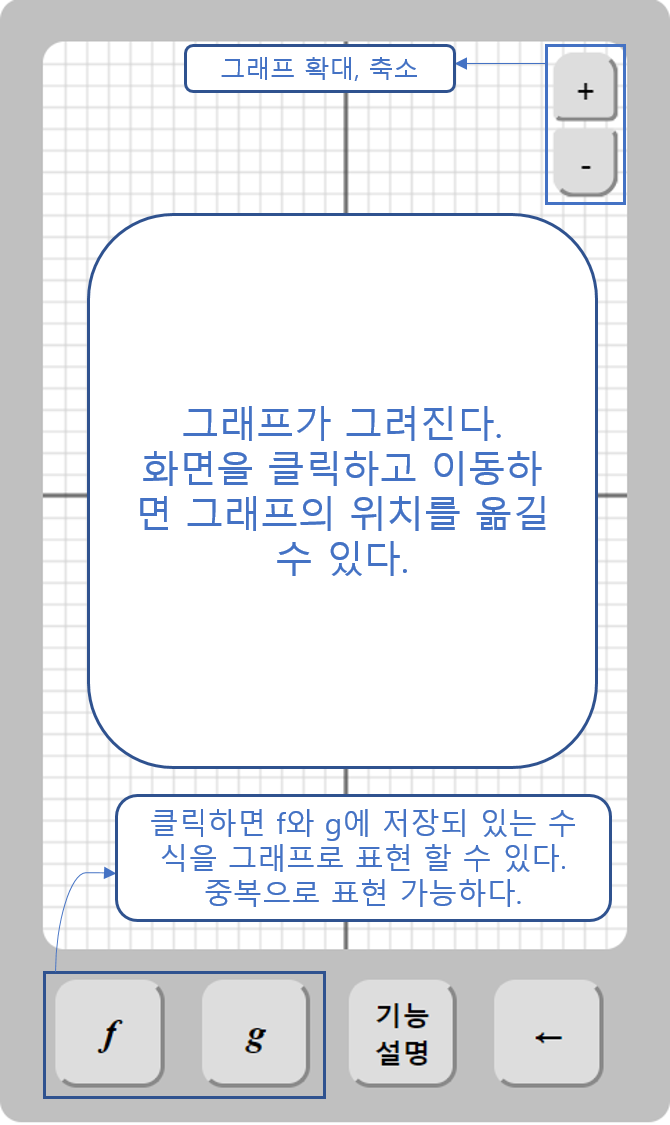 그래프 확대, 축소
+
-
그래프가 그려진다.
화면을 클릭하고 이동하
면 그래프의 위치를 옮길
수 있다.
클릭하면 f와 g에 저장되 있는 수
식을 그래프로 표현 할 수 있다.
중복으로 표현 가능하다.
f
g
기능
설명
←